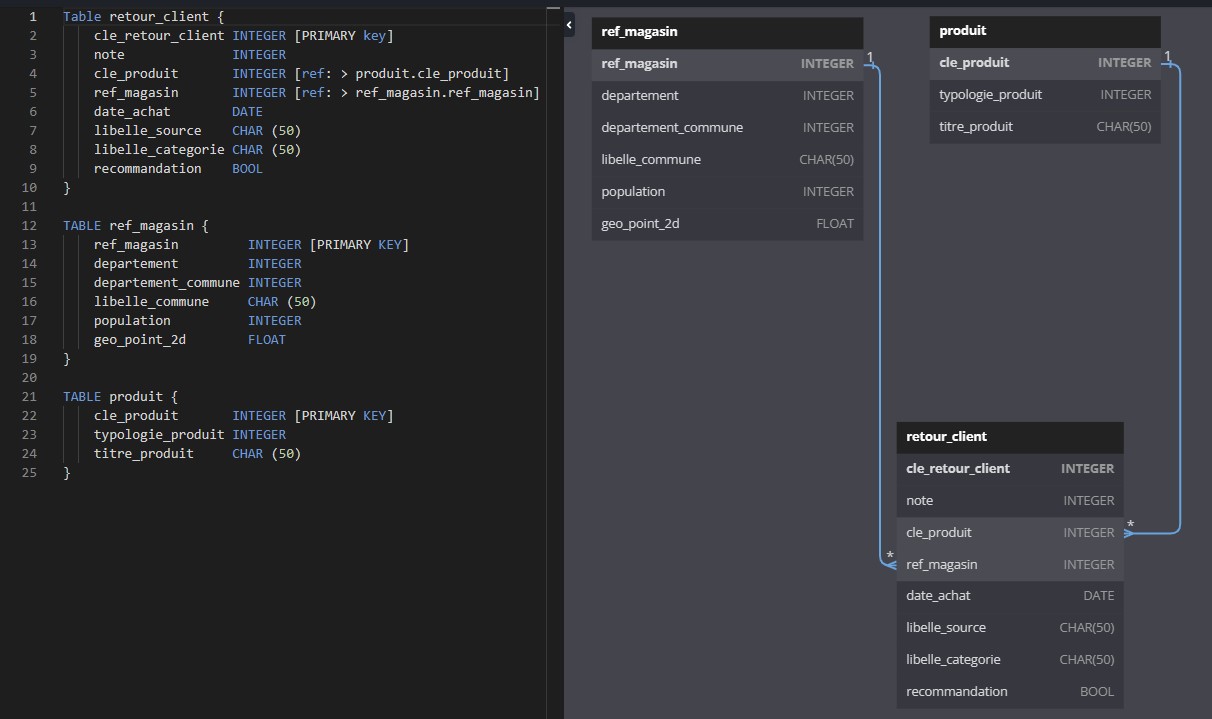 1 Table retour_client {
2 cle_retour_client INTEGER [PRIMARY key]
3 note INTEGER
4 cle_produit INTEGER [ref: > produit.cle_produit]
5 ref_magasin INTEGER [ref: > ref_magasin.ref_magasin]
6 date_achat DATE
7 libelle_source CHAR (50)
8 libelle_categorie CHAR (50)
9 recommandation BOOL
10 }
11
12 TABLE ref_magasin {
13 ref_magasin INTEGER [PRIMARY KEY]
14 departement INTEGER
15 departement_commune INTEGER
16 libelle_commune CHAR (50)
17 population INTEGER
18 geo_point_2d FLOAT
19 }
20
21 TABLE produit {
22 cle_produit INTEGER [PRIMARY KEY]
23 typologie_produit INTEGER
24 titre_produit CHAR (50)
25 }
ref_magasin
ref_magasin INTEGER 1
departement INTEGER
departement_commune INTEGER
libelle_commune CHAR(50)
population INTEGER
geo_point_2d FLOAT
produit
cle_produit INTEGER 1
typologie_produit INTEGER
titre_produit CHAR(50)
retour_client
cle_retour_client INTEGER
note INTEGER
cle_produit INTEGER *
* ref_magasin INTEGER
date_achat DATE
libelle_source CHAR(50)
libelle_categorie CHAR(50)
recommandation BOOL